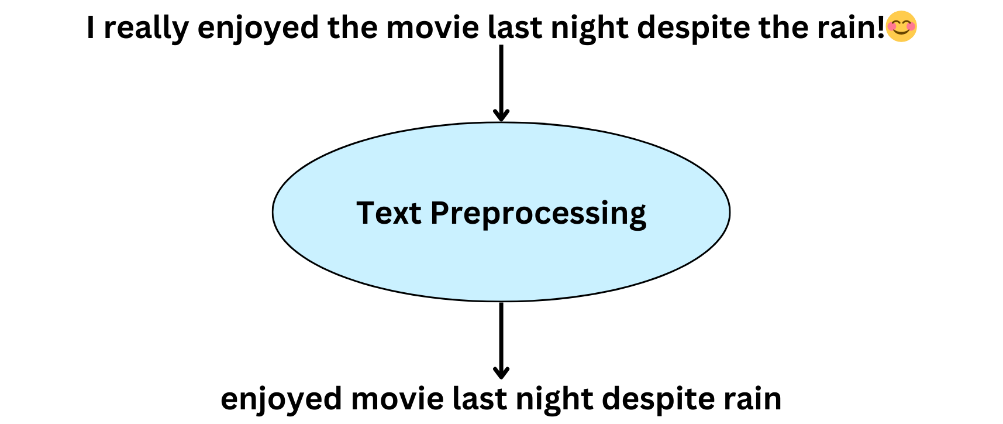 I really enjoyed the movie last night despite the rain!😊
Text Preprocessing
enjoyed movie last night despite rain